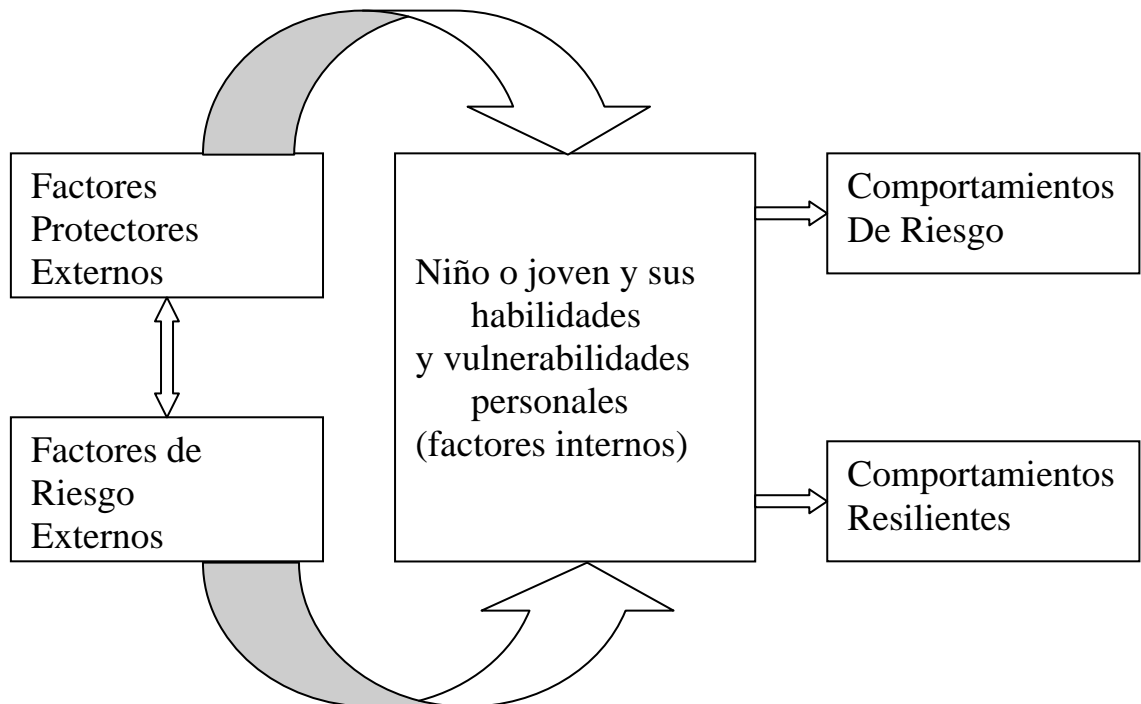 Factores
Protectores
Externos
Factores de
Riesgo
Externos
Niño o joven y sus
habilidades
y vulnerabilidades
personales
(factores internos)
Comportamientos
De Riesgo
Comportamientos
Resilientes